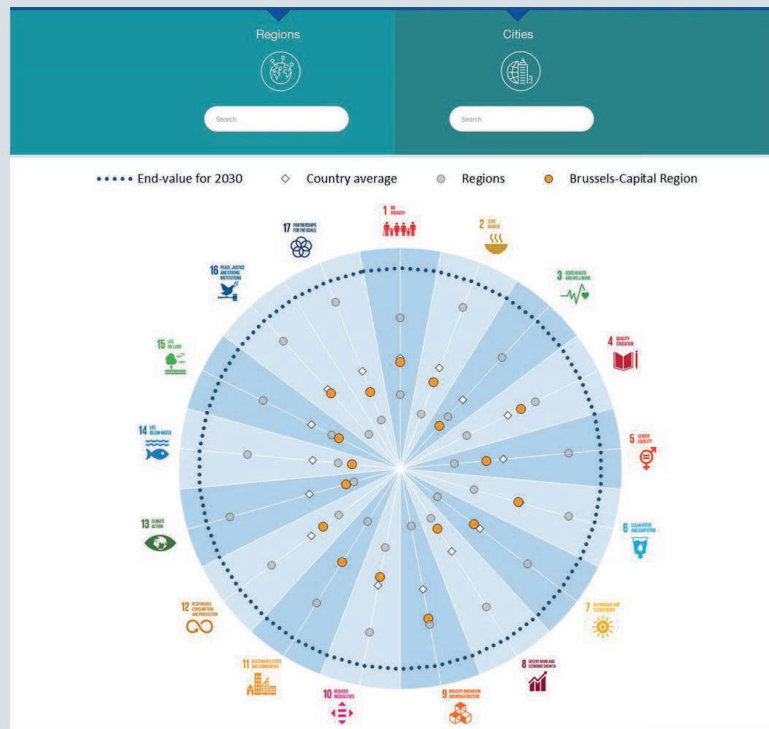 Regions
Cities
Search
Search
End-value for 2030
Country average
Regions
Brussels-Capital Region
1 NO
POVERTY
2 ZERO
HUNGER
3 GOOD HEALTH
AND WELL-BEING
4 QUALITY
EDUCATION
5 GENDER
EQUALITY
6 CLEAN WATER
AND SANITATION
7 AFFORDABLE AND
CLEAN ENERGY
8 DECENT WORK AND
ECONOMIC GROWTH
9 INDUSTRY, INNOVATION
AND INFRASTRUCTURE
10 REDUCED
INEQUALITIES
11 SUSTAINABLE CITIES
AND COMMUNITIES
12 RESPONSIBLE
CONSUMPTION
AND PRODUCTION
13 CLIMATE
ACTION
14 LIFE
BELOW WATER
15 LIFE
ON LAND
16 PEACE, JUSTICE
AND STRONG
INSTITUTIONS
17 PARTNERSHIPS
FOR THE GOALS